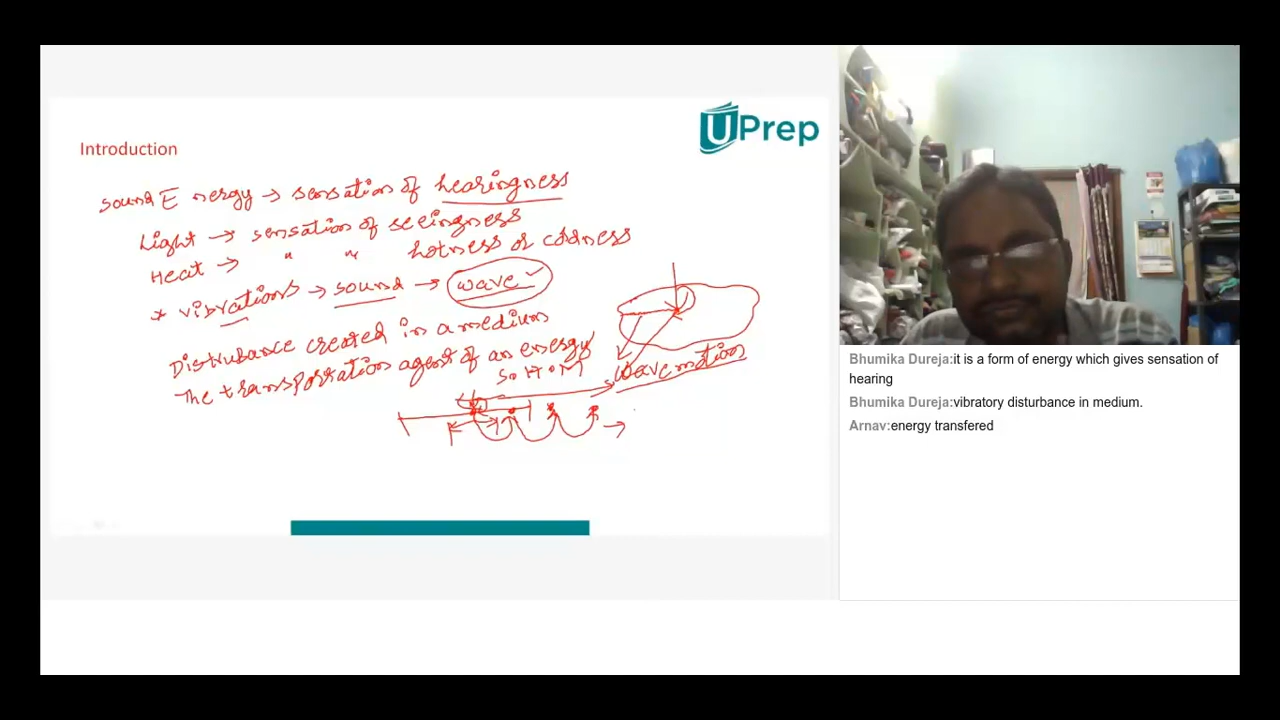 UPrep
Introduction
sound Energy → sensation of hearingness
Light → sensation of seeingness
Heat → " " hotness or coldness
* vibrations → sound → wave ✓
Disturbance created in a medium
The transportation agent of an energy
S.H.M
wave motion
Bhumika Dureja:it is a form of energy which gives sensation of
hearing
Bhumika Dureja:vibratory disturbance in medium.
Arnav:energy transfered